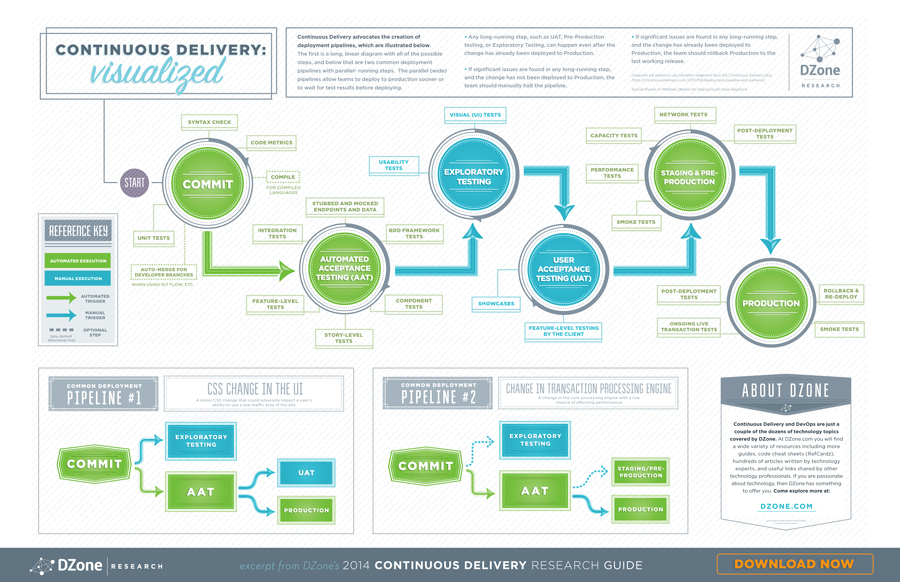 CONTINUOUS DELIVERY:
visualized
Continuous Delivery advocates the creation of
deployment pipelines, which are illustrated below.
The first is a long, linear diagram with all of the possible
steps, and below that are two common deployment
pipelines with parallel- running steps. The parallel (wide)
pipelines allow teams to deploy to production sooner or
to wait for test results before deploying.
• Any long-running step, such as UAT, Pre-Production
testing, or Exploratory Testing, can happen even after the
change has already been deployed to Production.
• If significant issues are found in any long-running step,
and the change has not been deployed to Production, the
team should manually halt the pipeline.
• If significant issues are found in any long-running step,
and the change has already been deployed to
Production, the team should rollback Production to the
last working release.
DZone
RESEARCH
START
SYNTAX CHECK
CODE METRICS
COMMIT
COMPILE
FOR COMPILED
LANGUAGES
UNIT TESTS
AUTO-MERGE FOR
DEVELOPER BRANCHES
WHEN USING GIT FLOW, ETC.
STUBBED AND MOCKED
ENDPOINTS AND DATA
INTEGRATION
TESTS
BDD FRAMEWORK
TESTS
AUTOMATED
ACCEPTANCE
TESTING (AAT)
FEATURE-LEVEL
TESTS
COMPONENT
TESTS
STORY-LEVEL
TESTS
VISUAL (UI) TESTS
USABILITY
TESTS
EXPLORATORY
TESTING
USER
ACCEPTANCE
TESTING (UAT)
SHOWCASES
FEATURE-LEVEL TESTING
BY THE CLIENT
NETWORK TESTS
CAPACITY TESTS
POST-DEPLOYMENT
TESTS
PERFORMANCE
TESTS
STAGING & PRE-
PRODUCTION
SMOKE TESTS
POST-DEPLOYMENT
TESTS
ROLLBACK &
RE-DEPLOY
PRODUCTION
ONGOING LIVE
TRANSACTION TESTS
SMOKE TESTS
REFERENCE KEY
AUTOMATED EXECUTION
MANUAL EXECUTION
AUTOMATED
TRIGGER
MANUAL
TRIGGER
OPTIONAL
STEP
COMMON DEPLOYMENT
PIPELINE #1
CSS CHANGE IN THE UI
A minor CSS change that could adversely impact a user's
ability to use a low-traffic area of the site
COMMIT
EXPLORATORY
TESTING
AAT
UAT
PRODUCTION
COMMON DEPLOYMENT
PIPELINE #2
CHANGE IN TRANSACTION PROCESSING ENGINE
A change in the core processing engine with a low
chance of affecting performance
COMMIT
EXPLORATORY
TESTING
AAT
STAGING/PRE-
PRODUCTION
PRODUCTION
ABOUT DZONE
Continuous Delivery and DevOps are just a
couple of the dozens of technology topics
covered by DZone. At DZone.com you will find
a wide variety of resources including more
guides, code cheat sheets (RefCardz),
hundreds of articles written by technology
experts, and useful links shared by other
technology professionals. If you are passionate
about technology, then DZone has something
to offer you. Come explore more at:
DZONE.COM
DZone RESEARCH
excerpt from DZone's 2014 CONTINUOUS DELIVERY RESEARCH GUIDE
DOWNLOAD NOW